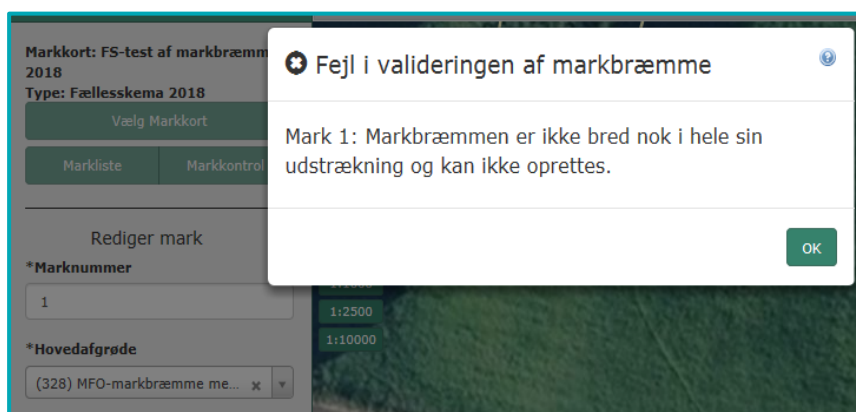 Markkort: FS-test af markbræmm
2018
Type: Fællesskema 2018
Vælg Markkort
Markliste Markkontrol
Rediger mark
*Marknummer
1
*Hovedafgrøde
(328) MFO-markbræmme me...
Fejl i valideringen af markbræmme
Mark 1: Markbræmmen er ikke bred nok i hele sin
udstrækning og kan ikke oprettes.
OK
1:2500
1:10000